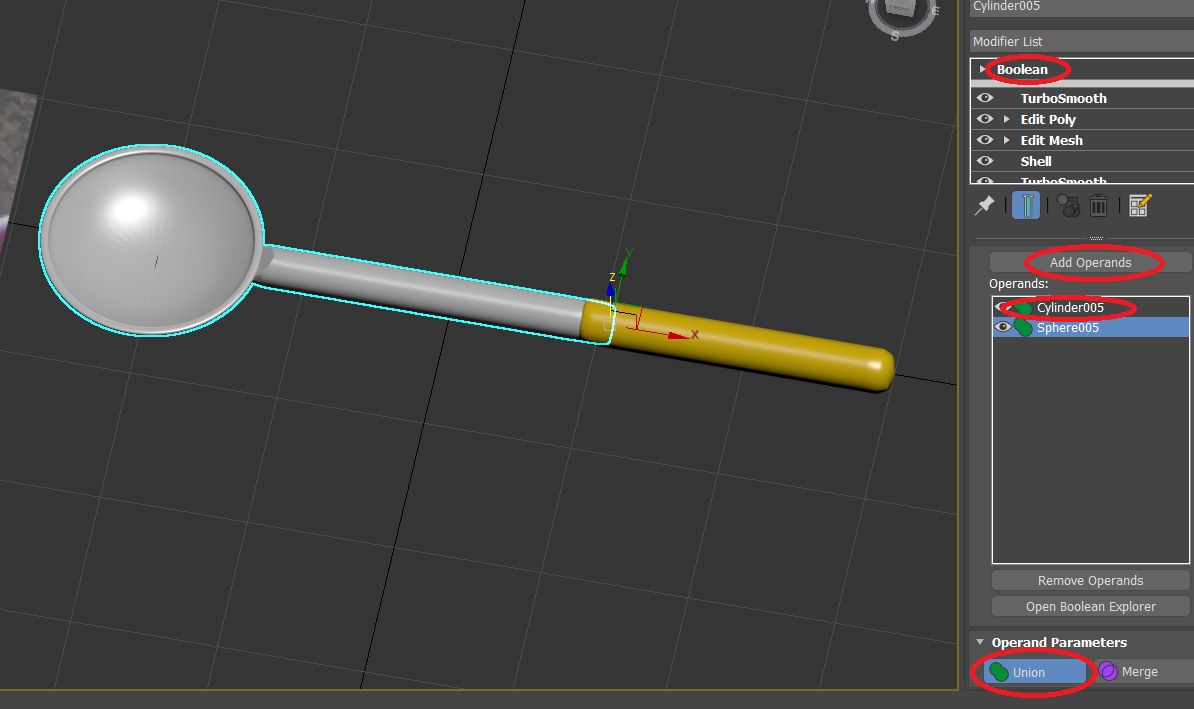 Cylinder005
Modifier List
Boolean
TurboSmooth
Edit Poly
Edit Mesh
Shell
TurboSmooth
FRONT
E
S
Add Operands
Operands:
Cylinder005
Sphere005
y
z
x
Remove Operands
Open Boolean Explorer
Operand Parameters
Union
Merge